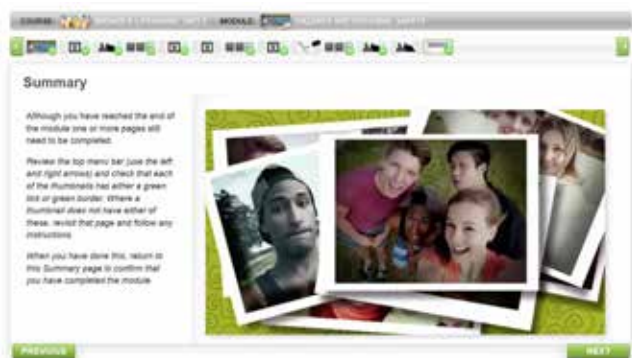 COURSE:
MODULE:
Summary
Although you have reached the end of
the module one or more pages still
need to be completed.
Review the top menu bar (use the left
and right arrows) and check that each
of the thumbnails has either a green
tick or green border. Where a
thumbnail does not have either of
these, revisit that page and follow any
instructions.
When you have done this, return to
this Summary page to confirm that
you have completed the module
PREVIOUS
NEXT